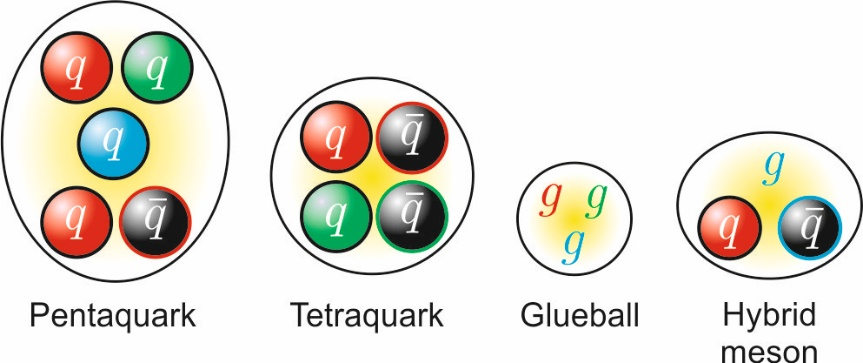 q q
q
q q̄
q q̄
q q̄
g g
g
g
q q̄
Pentaquark Tetraquark Glueball Hybrid
meson